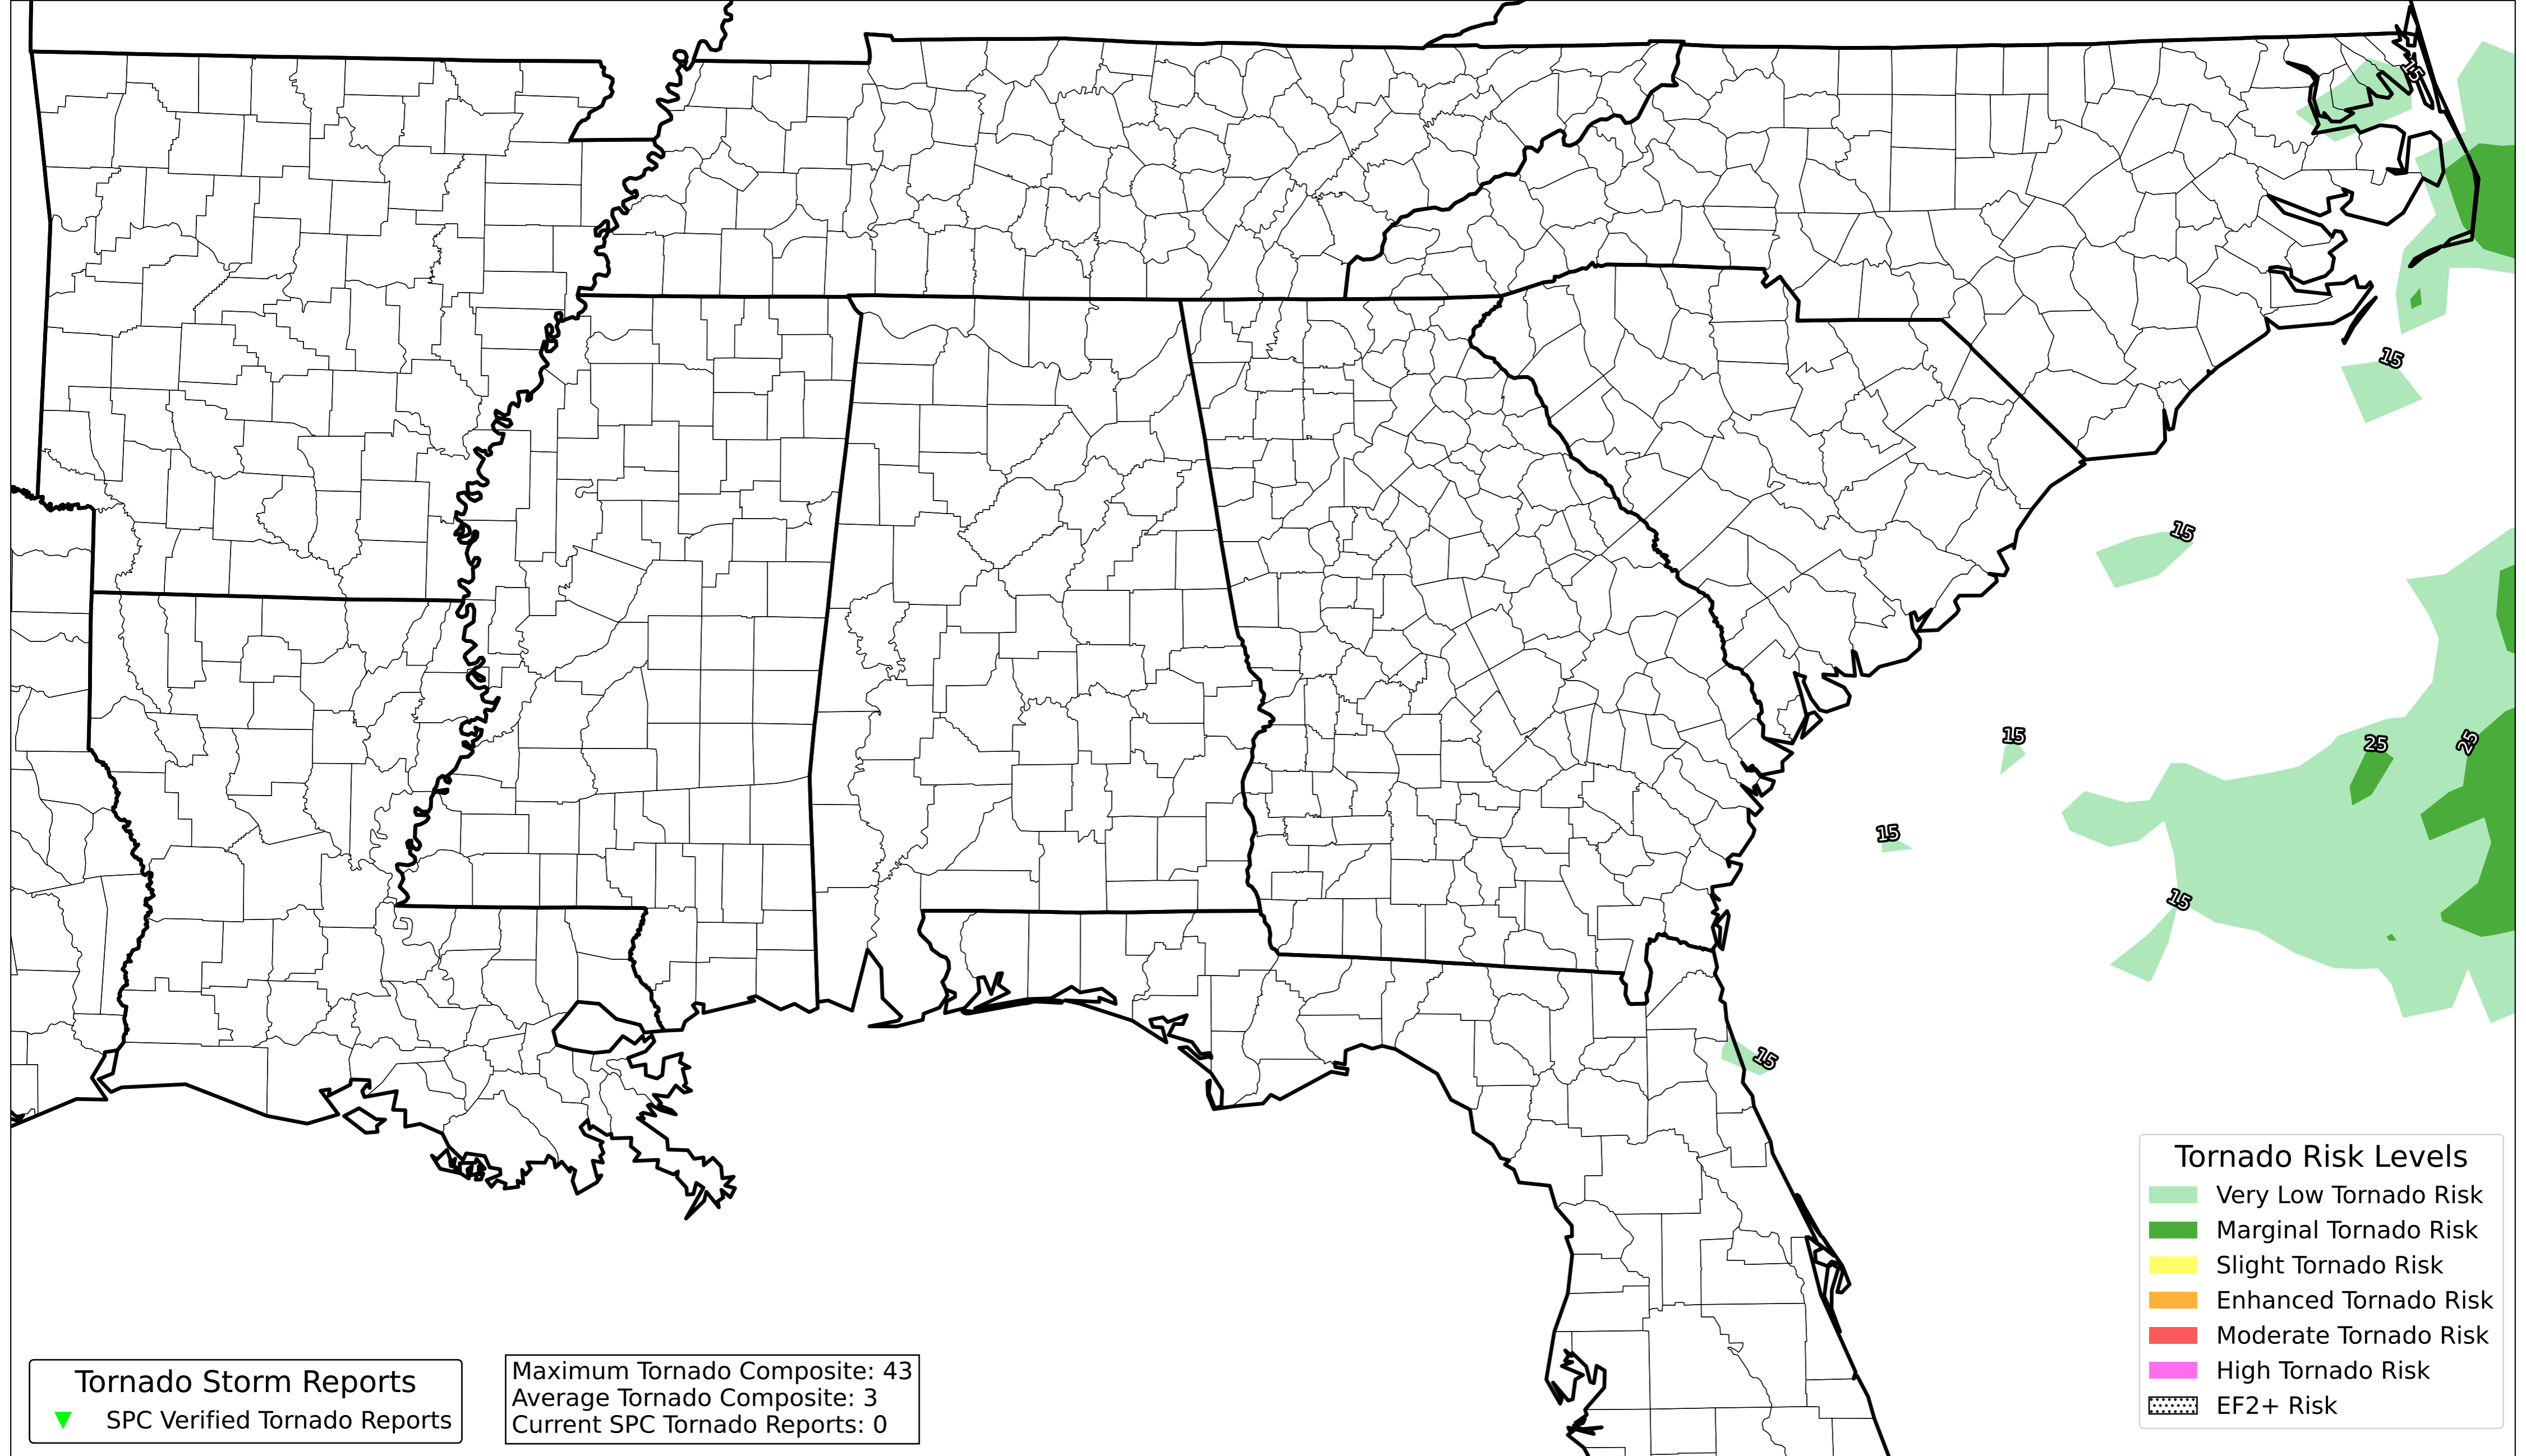 15
15
15
15
25
25
15
15
15
Tornado Risk Levels
Very Low Tornado Risk
Marginal Tornado Risk
Slight Tornado Risk
Enhanced Tornado Risk
Moderate Tornado Risk
High Tornado Risk
EF2+ Risk
Tornado Storm Reports
SPC Verified Tornado Reports
Maximum Tornado Composite: 43
Average Tornado Composite: 3
Current SPC Tornado Reports: 0